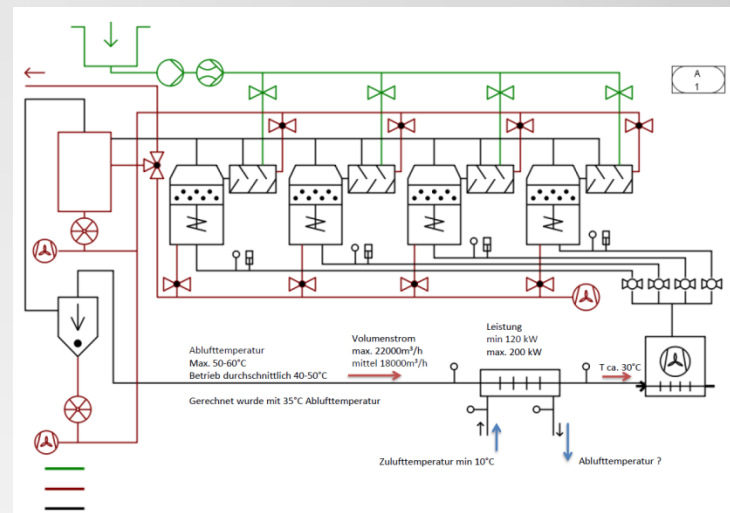 A
1
Ablufttemperatur
Max. 50-60°C
Betrieb durchschnittlich 40-50°C
Gerechnet wurde mit 35°C Ablufttemperatur
Volumenstrom
max. 22000m³/h
mittel 18000m³/h
Leistung
min 120 kW
max. 200 kW
T ca. 30°C
Zulufttemperatur min 10°C
Ablufttemperatur ?